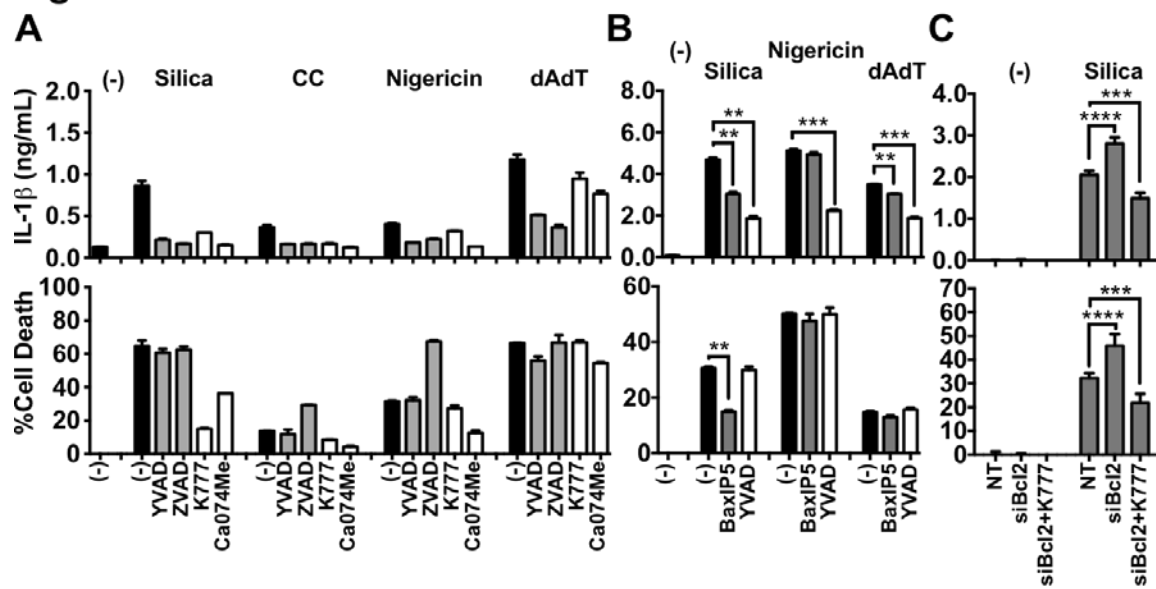 A
B
C
(-) Silica CC Nigericin dAdT
(-) Silica Nigericin dAdT
(-) Silica
IL-1β (ng/mL)
2.0
1.5
1.0
0.5
0.0
8.0
6.0
4.0
2.0
0.0
** ** *** *** **
4.0
3.0
2.0
1.0
0.0
*** ****
%Cell Death
100
80
60
40
20
0
60
40
20
0
**
70
60
50
40
30
20
10
0
*** ****
(-)
(-)
YVAD
ZVAD
K777
Ca074Me
(-)
YVAD
ZVAD
K777
Ca074Me
(-)
YVAD
ZVAD
K777
Ca074Me
(-)
YVAD
ZVAD
K777
Ca074Me
(-)
(-)
BaxIP5
YVAD
(-)
BaxIP5
YVAD
(-)
BaxIP5
YVAD
NT
siBcl2
siBcl2+K777
NT
siBcl2
siBcl2+K777